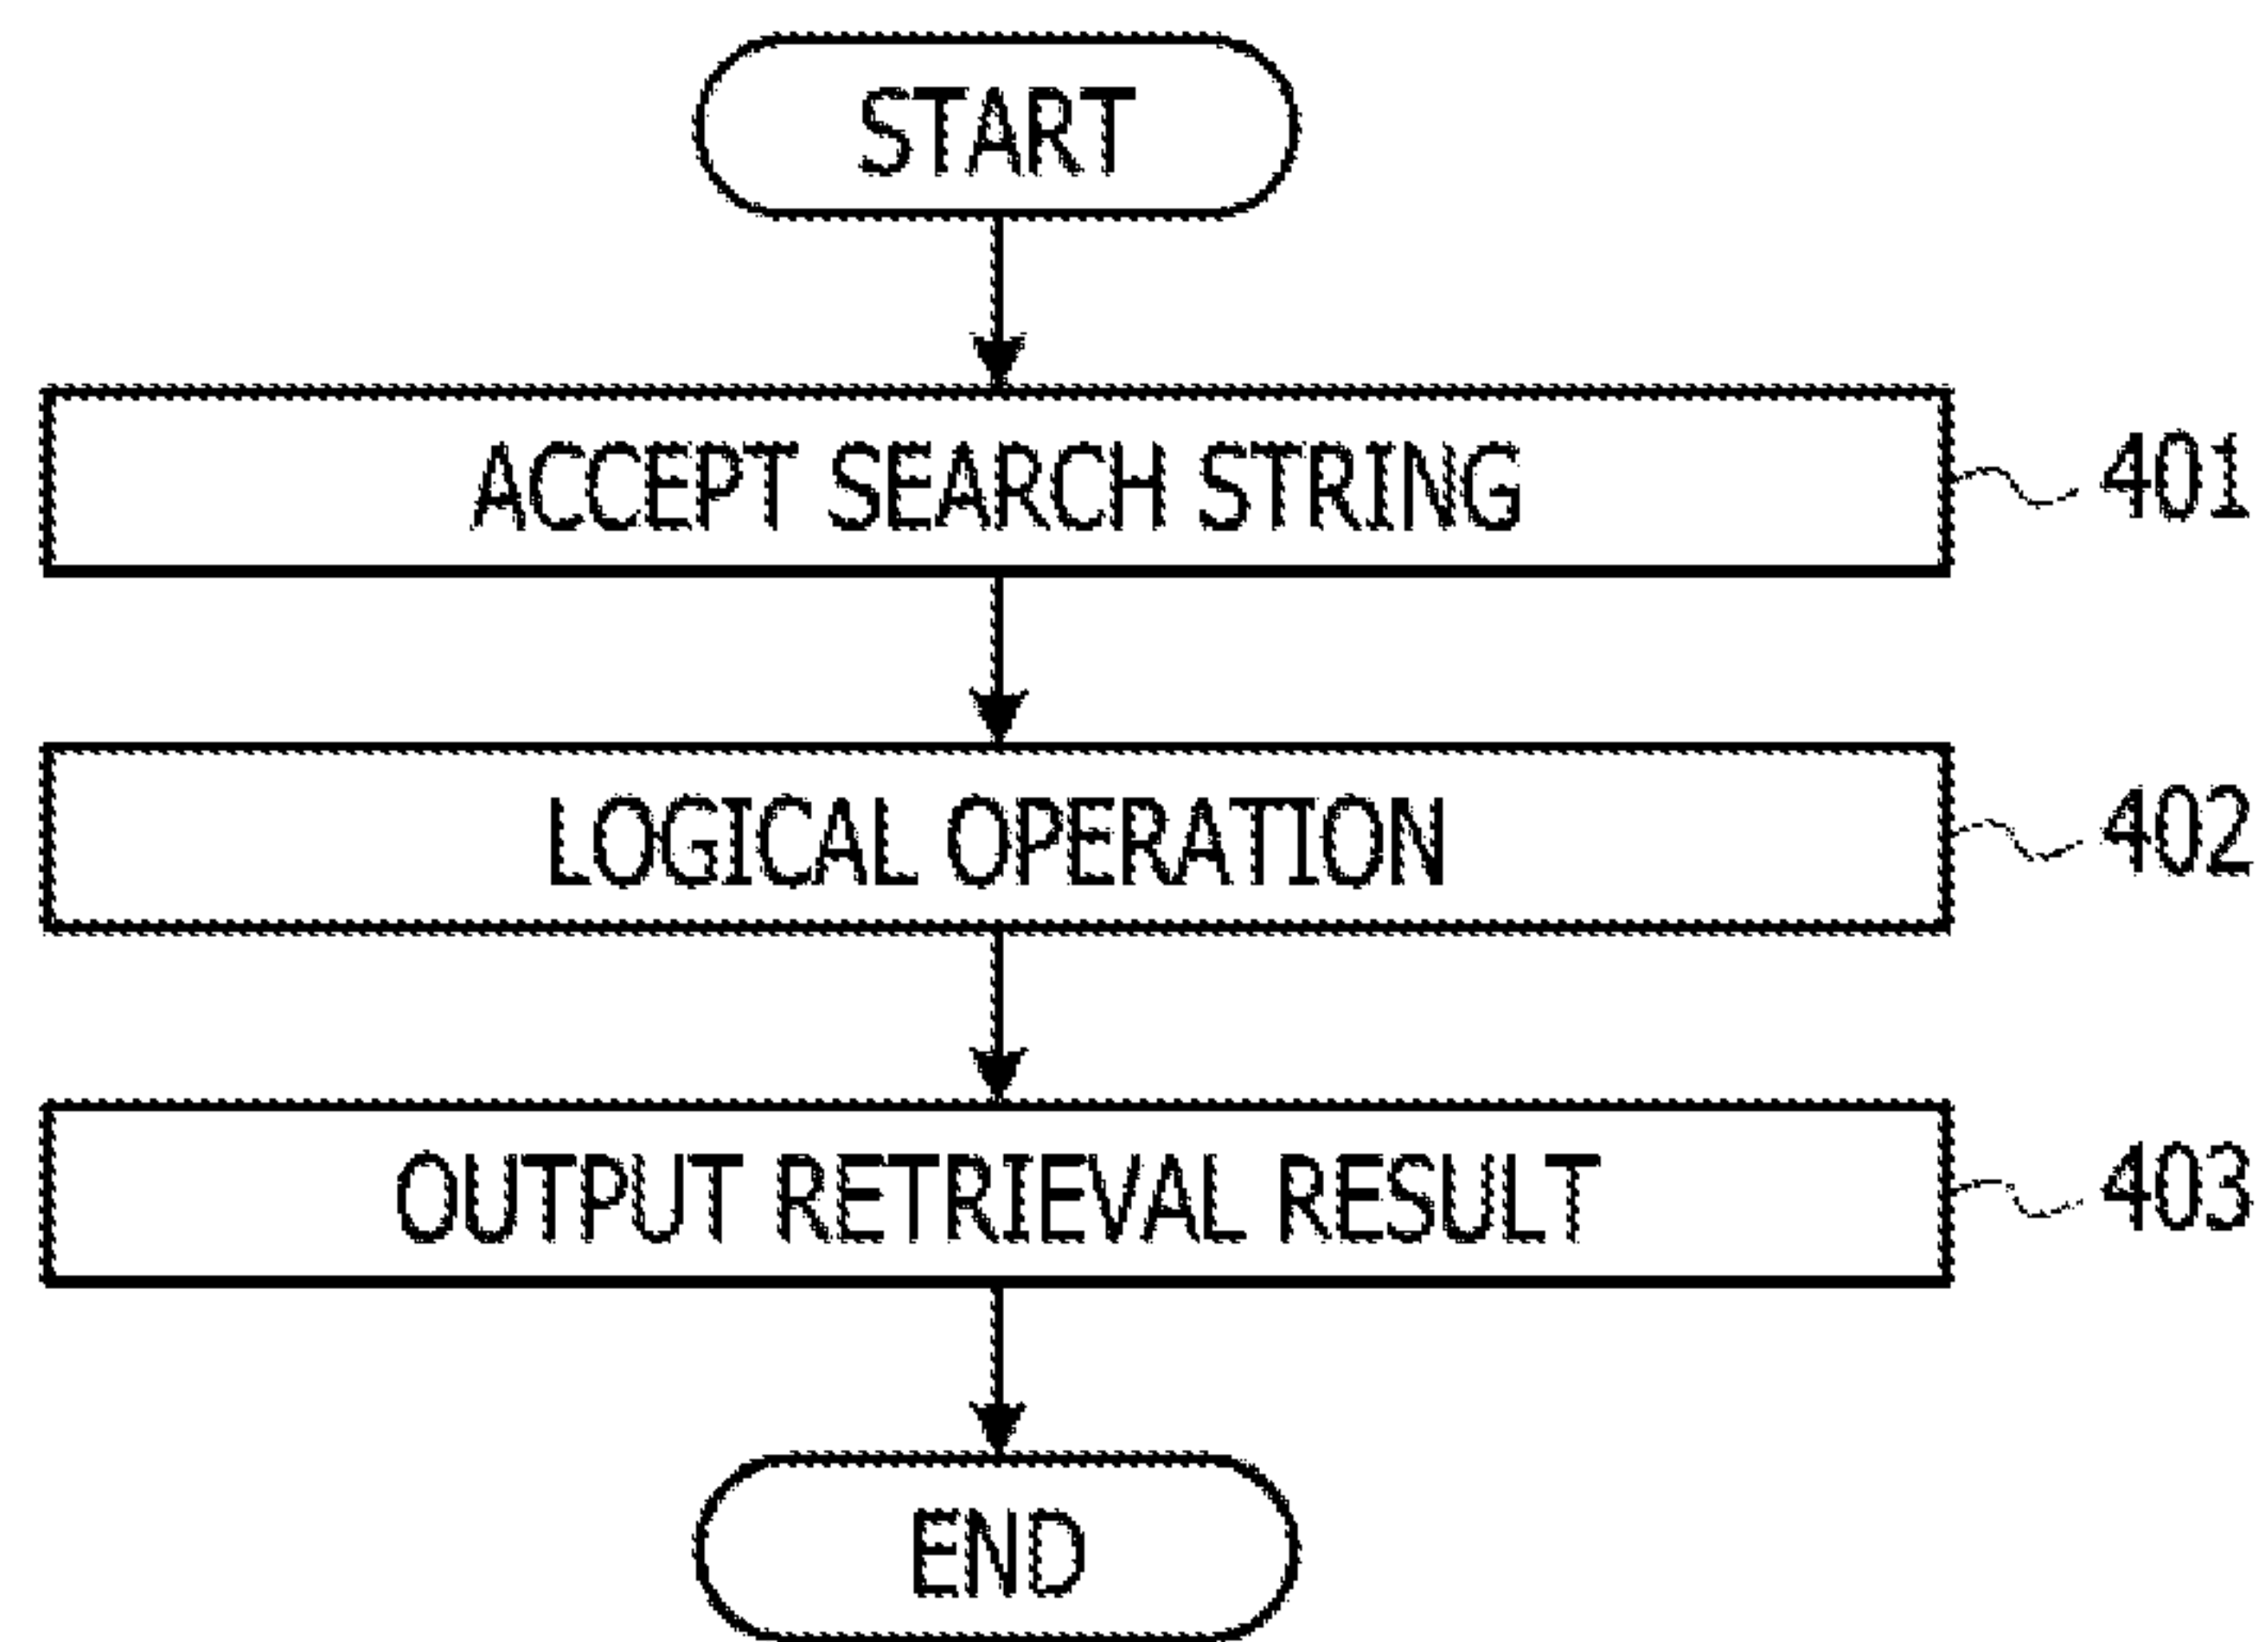 START
ACCEPT SEARCH STRING 401
LOGICAL OPERATION 402
OUTPUT RETRIEVAL RESULT 403
END